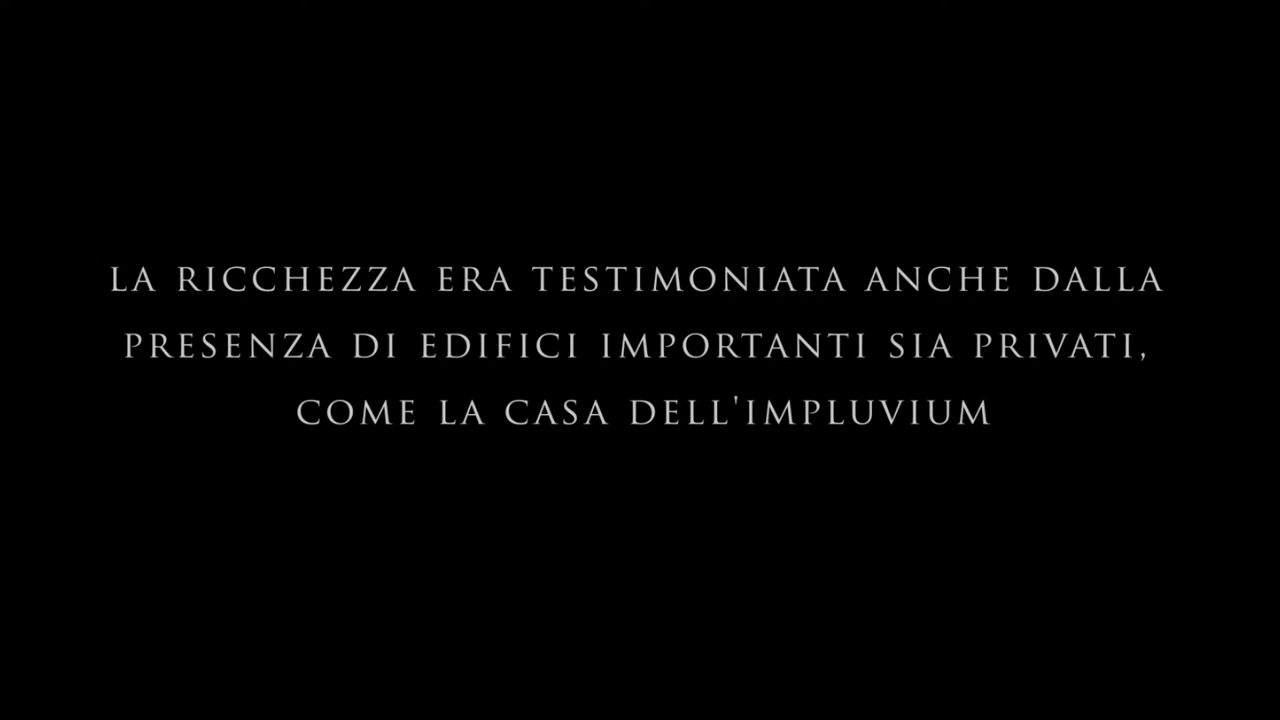 LA RICCHEZZA ERA TESTIMONIATA ANCHE DALLA
PRESENZA DI EDIFICI IMPORTANTI SIA PRIVATI,
COME LA CASA DELL'IMPLUVIUM